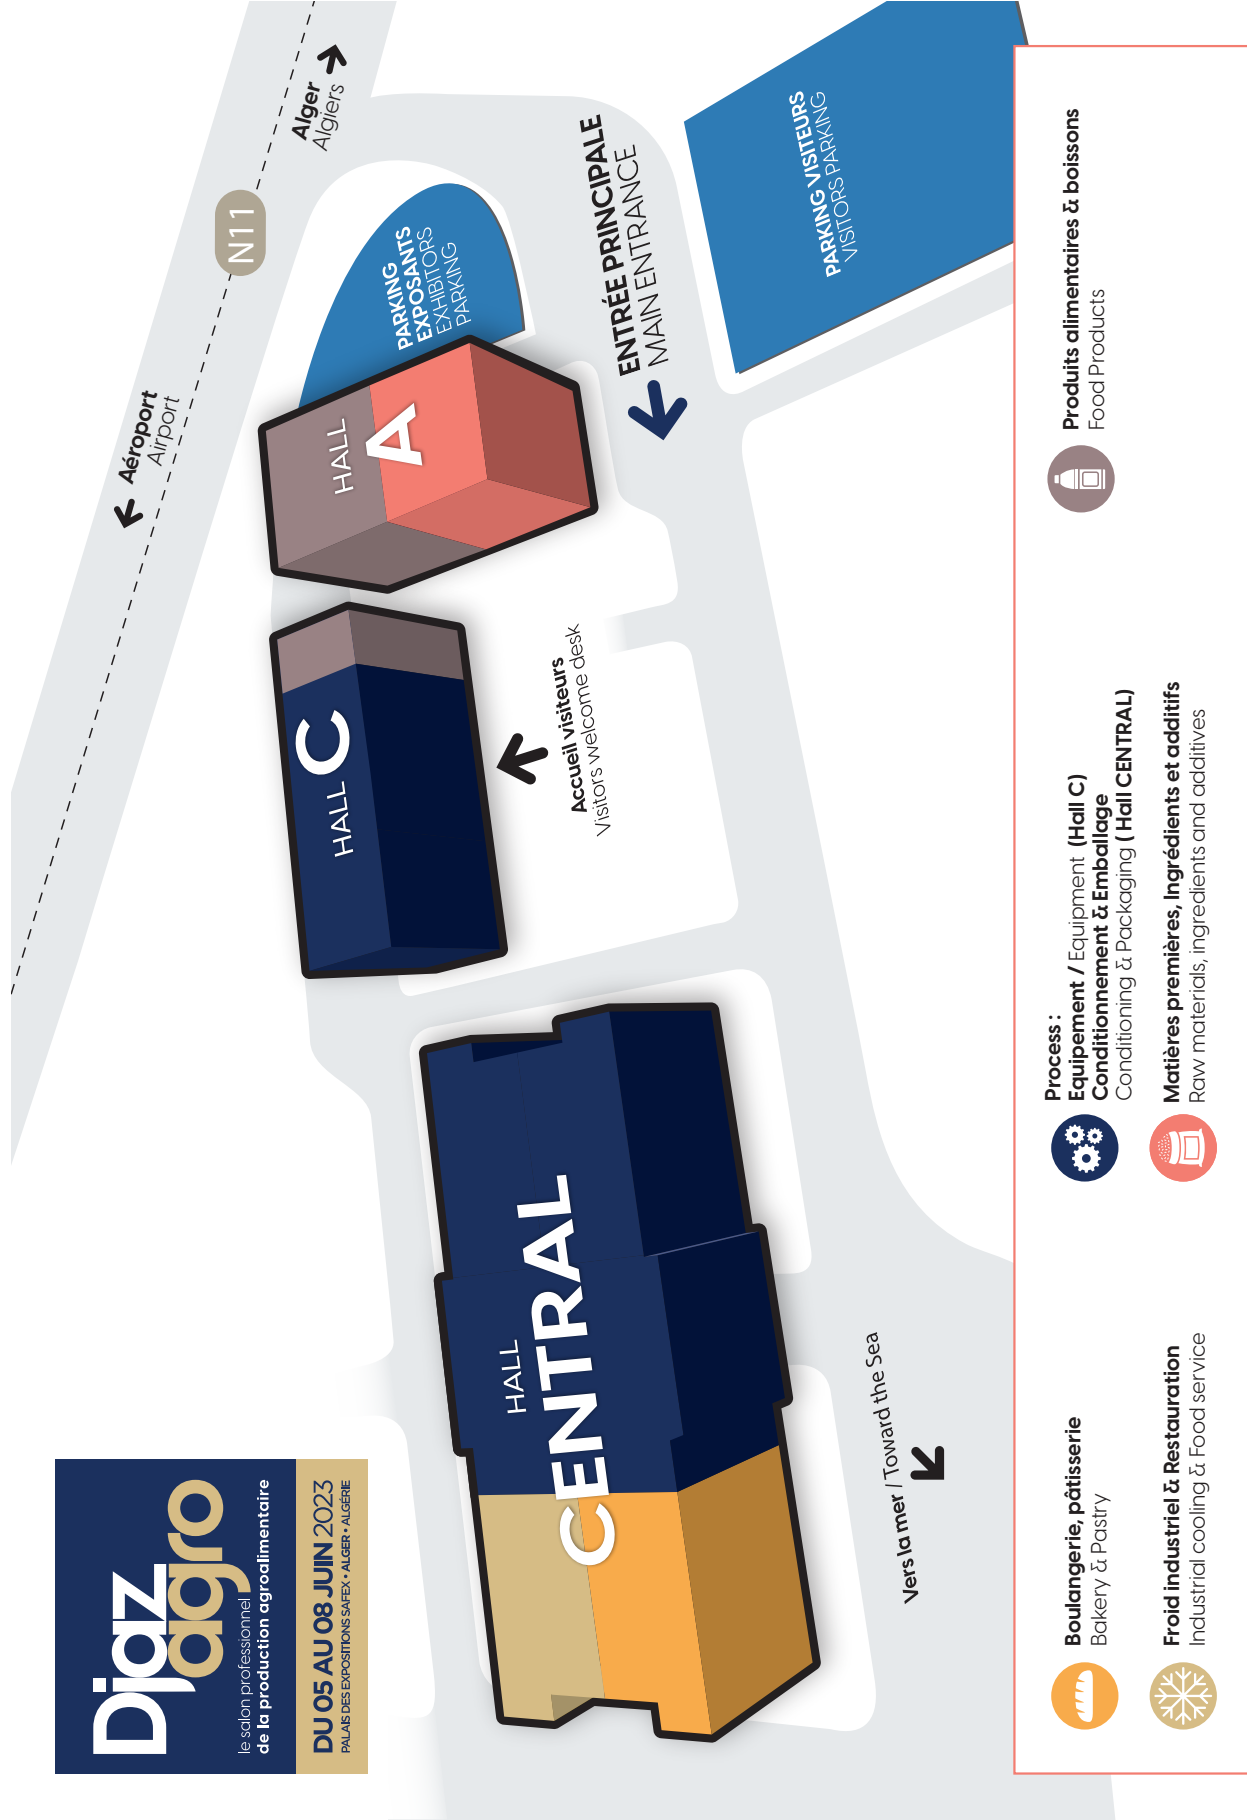 Djaz
agro
le salon professionnel
de la production agroalimentaire
DU 05 AU 08 JUIN 2023
PALAIS DES EXPOSITIONS SAFEX • ALGER • ALGÉRIE
Aéroport
Airport
N11
Alger
Algiers
PARKING
EXPOSANTS
EXHIBITORS
PARKING
HALL
A
HALL C
HALL
CENTRAL
Accueil visiteurs
Visitors welcome desk
ENTRÉE PRINCIPALE
MAIN ENTRANCE
PARKING VISITEURS
VISITORS PARKING
Vers la mer / Toward the Sea
Boulangerie, pâtisserie
Bakery & Pastry
Froid industriel & Restauration
Industrial cooling & Food service
Process :
Equipement / Equipment (Hall C)
Conditionnement & Emballage
Conditioning & Packaging ( Hall CENTRAL)
Matières premières, Ingrédients et additifs
Raw materials, ingredients and additives
Produits alimentaires & boissons
Food Products